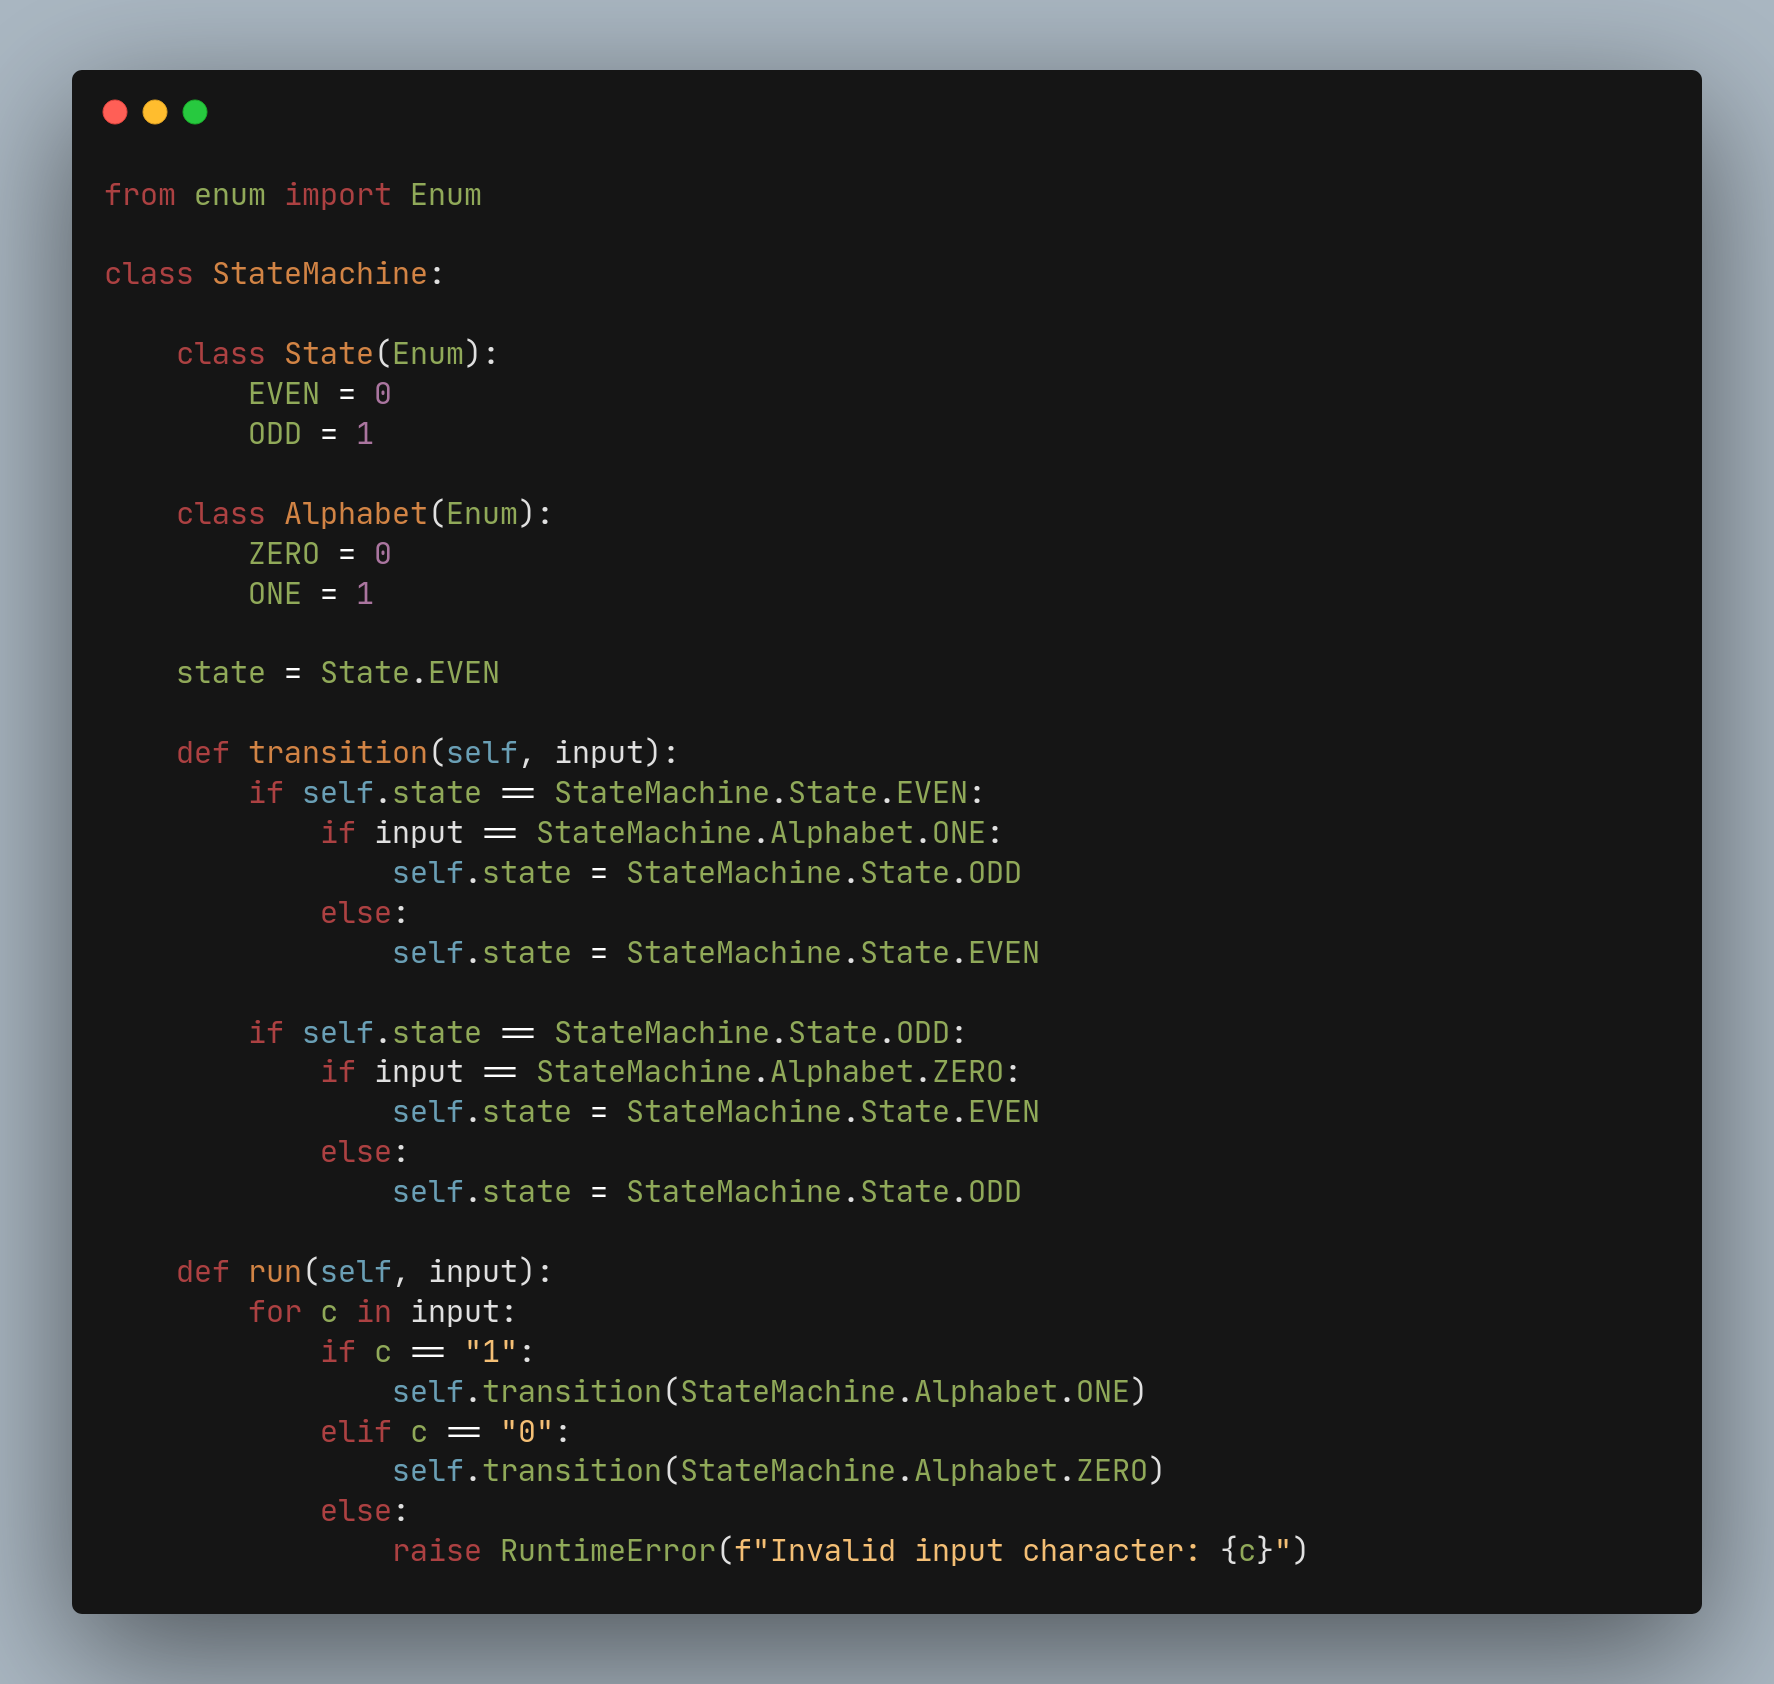 from enum import Enum

class StateMachine:

    class State(Enum):
        EVEN = 0
        ODD = 1

    class Alphabet(Enum):
        ZERO = 0
        ONE = 1

    state = State.EVEN

    def transition(self, input):
        if self.state == StateMachine.State.EVEN:
            if input == StateMachine.Alphabet.ONE:
                self.state = StateMachine.State.ODD
            else:
                self.state = StateMachine.State.EVEN

        if self.state == StateMachine.State.ODD:
            if input == StateMachine.Alphabet.ZERO:
                self.state = StateMachine.State.EVEN
            else:
                self.state = StateMachine.State.ODD

    def run(self, input):
        for c in input:
            if c == "1":
                self.transition(StateMachine.Alphabet.ONE)
            elif c == "0":
                self.transition(StateMachine.Alphabet.ZERO)
            else:
                raise RuntimeError(f"Invalid input character: {c}")